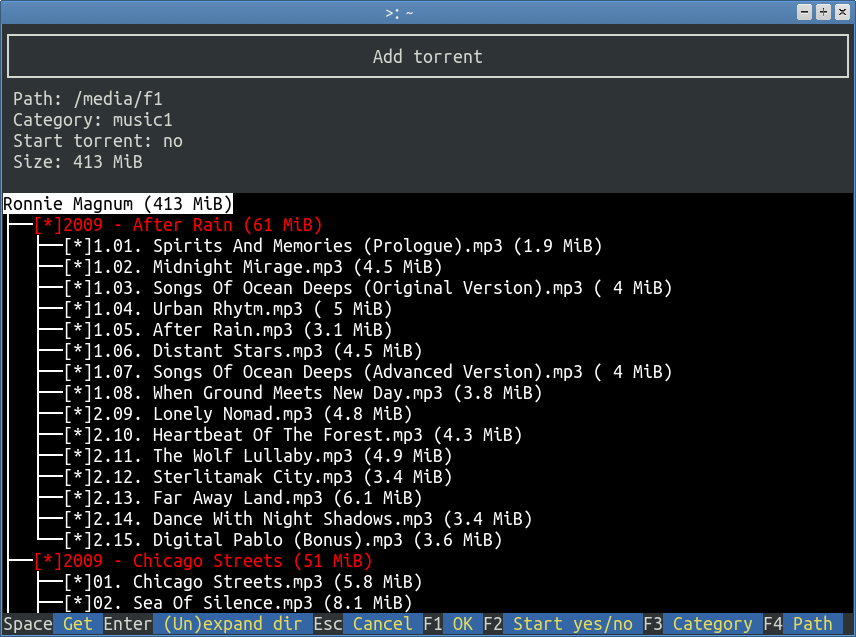 >: ~
Add torrent
Path: /media/f1
Category: music1
Start torrent: no
Size: 413 MiB
Ronnie Magnum (413 MiB)
[*]2009 - After Rain (61 MiB)
[*]1.01. Spirits And Memories (Prologue).mp3 (1.9 MiB)
[*]1.02. Midnight Mirage.mp3 (4.5 MiB)
[*]1.03. Songs Of Ocean Deeps (Original Version).mp3 ( 4 MiB)
[*]1.04. Urban Rhytm.mp3 ( 5 MiB)
[*]1.05. After Rain.mp3 (3.1 MiB)
[*]1.06. Distant Stars.mp3 (4.5 MiB)
[*]1.07. Songs Of Ocean Deeps (Advanced Version).mp3 ( 4 MiB)
[*]1.08. When Ground Meets New Day.mp3 (3.8 MiB)
[*]2.09. Lonely Nomad.mp3 (4.8 MiB)
[*]2.10. Heartbeat Of The Forest.mp3 (4.3 MiB)
[*]2.11. The Wolf Lullaby.mp3 (4.9 MiB)
[*]2.12. Sterlitamak City.mp3 (3.4 MiB)
[*]2.13. Far Away Land.mp3 (6.1 MiB)
[*]2.14. Dance With Night Shadows.mp3 (3.4 MiB)
[*]2.15. Digital Pablo (Bonus).mp3 (3.6 MiB)
[*]2009 - Chicago Streets (51 MiB)
[*]01. Chicago Streets.mp3 (5.8 MiB)
[*]02. Sea Of Silence.mp3 (8.1 MiB)
Space Get Enter (Un)expand dir Esc Cancel F1 OK F2 Start yes/no F3 Category F4 Path